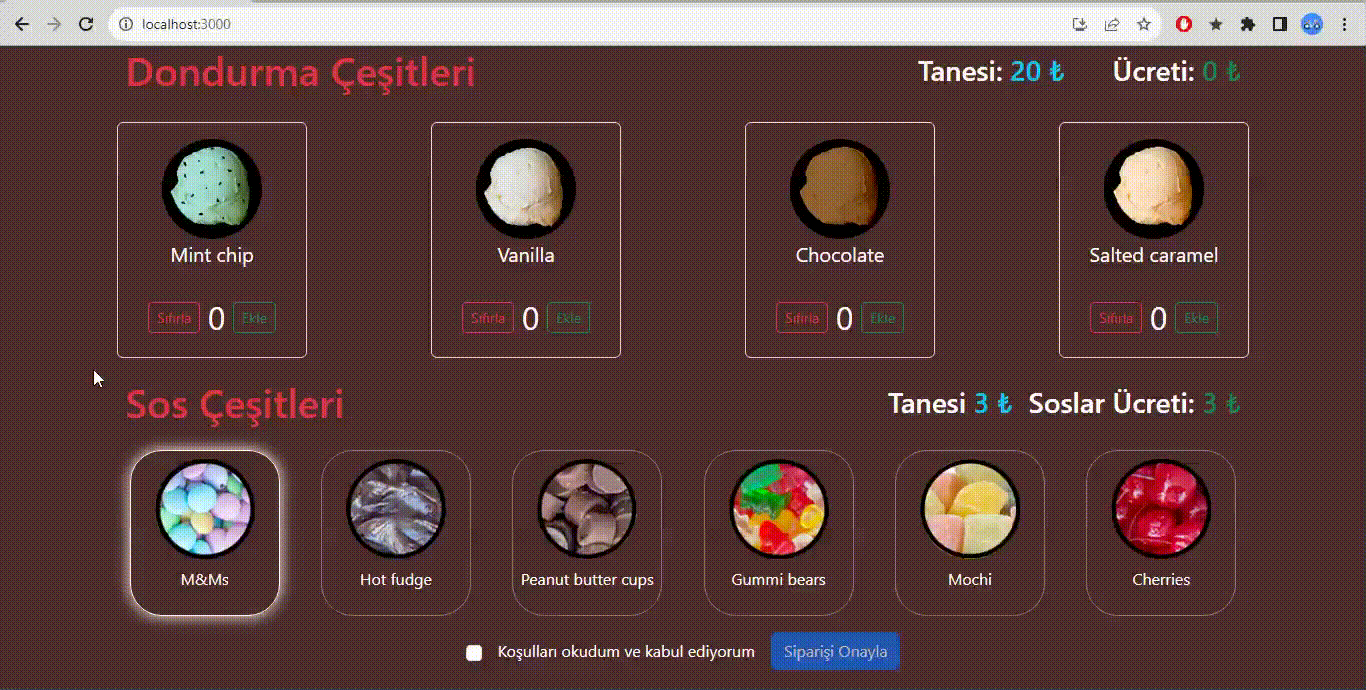 localhost:3000
Dondurma Çeşitleri Tanesi: 20 ₺ Ücreti: 0 ₺
Mint chip Vanilla Chocolate Salted caramel
Sıfırla 0 Ekle Sıfırla 0 Ekle Sıfırla 0 Ekle Sıfırla 0 Ekle
Sos Çeşitleri Tanesi 3 ₺ Soslar Ücreti: 3 ₺
M&Ms Hot fudge Peanut butter cups Gummi bears Mochi Cherries
Koşulları okudum ve kabul ediyorum Siparişi Onayla